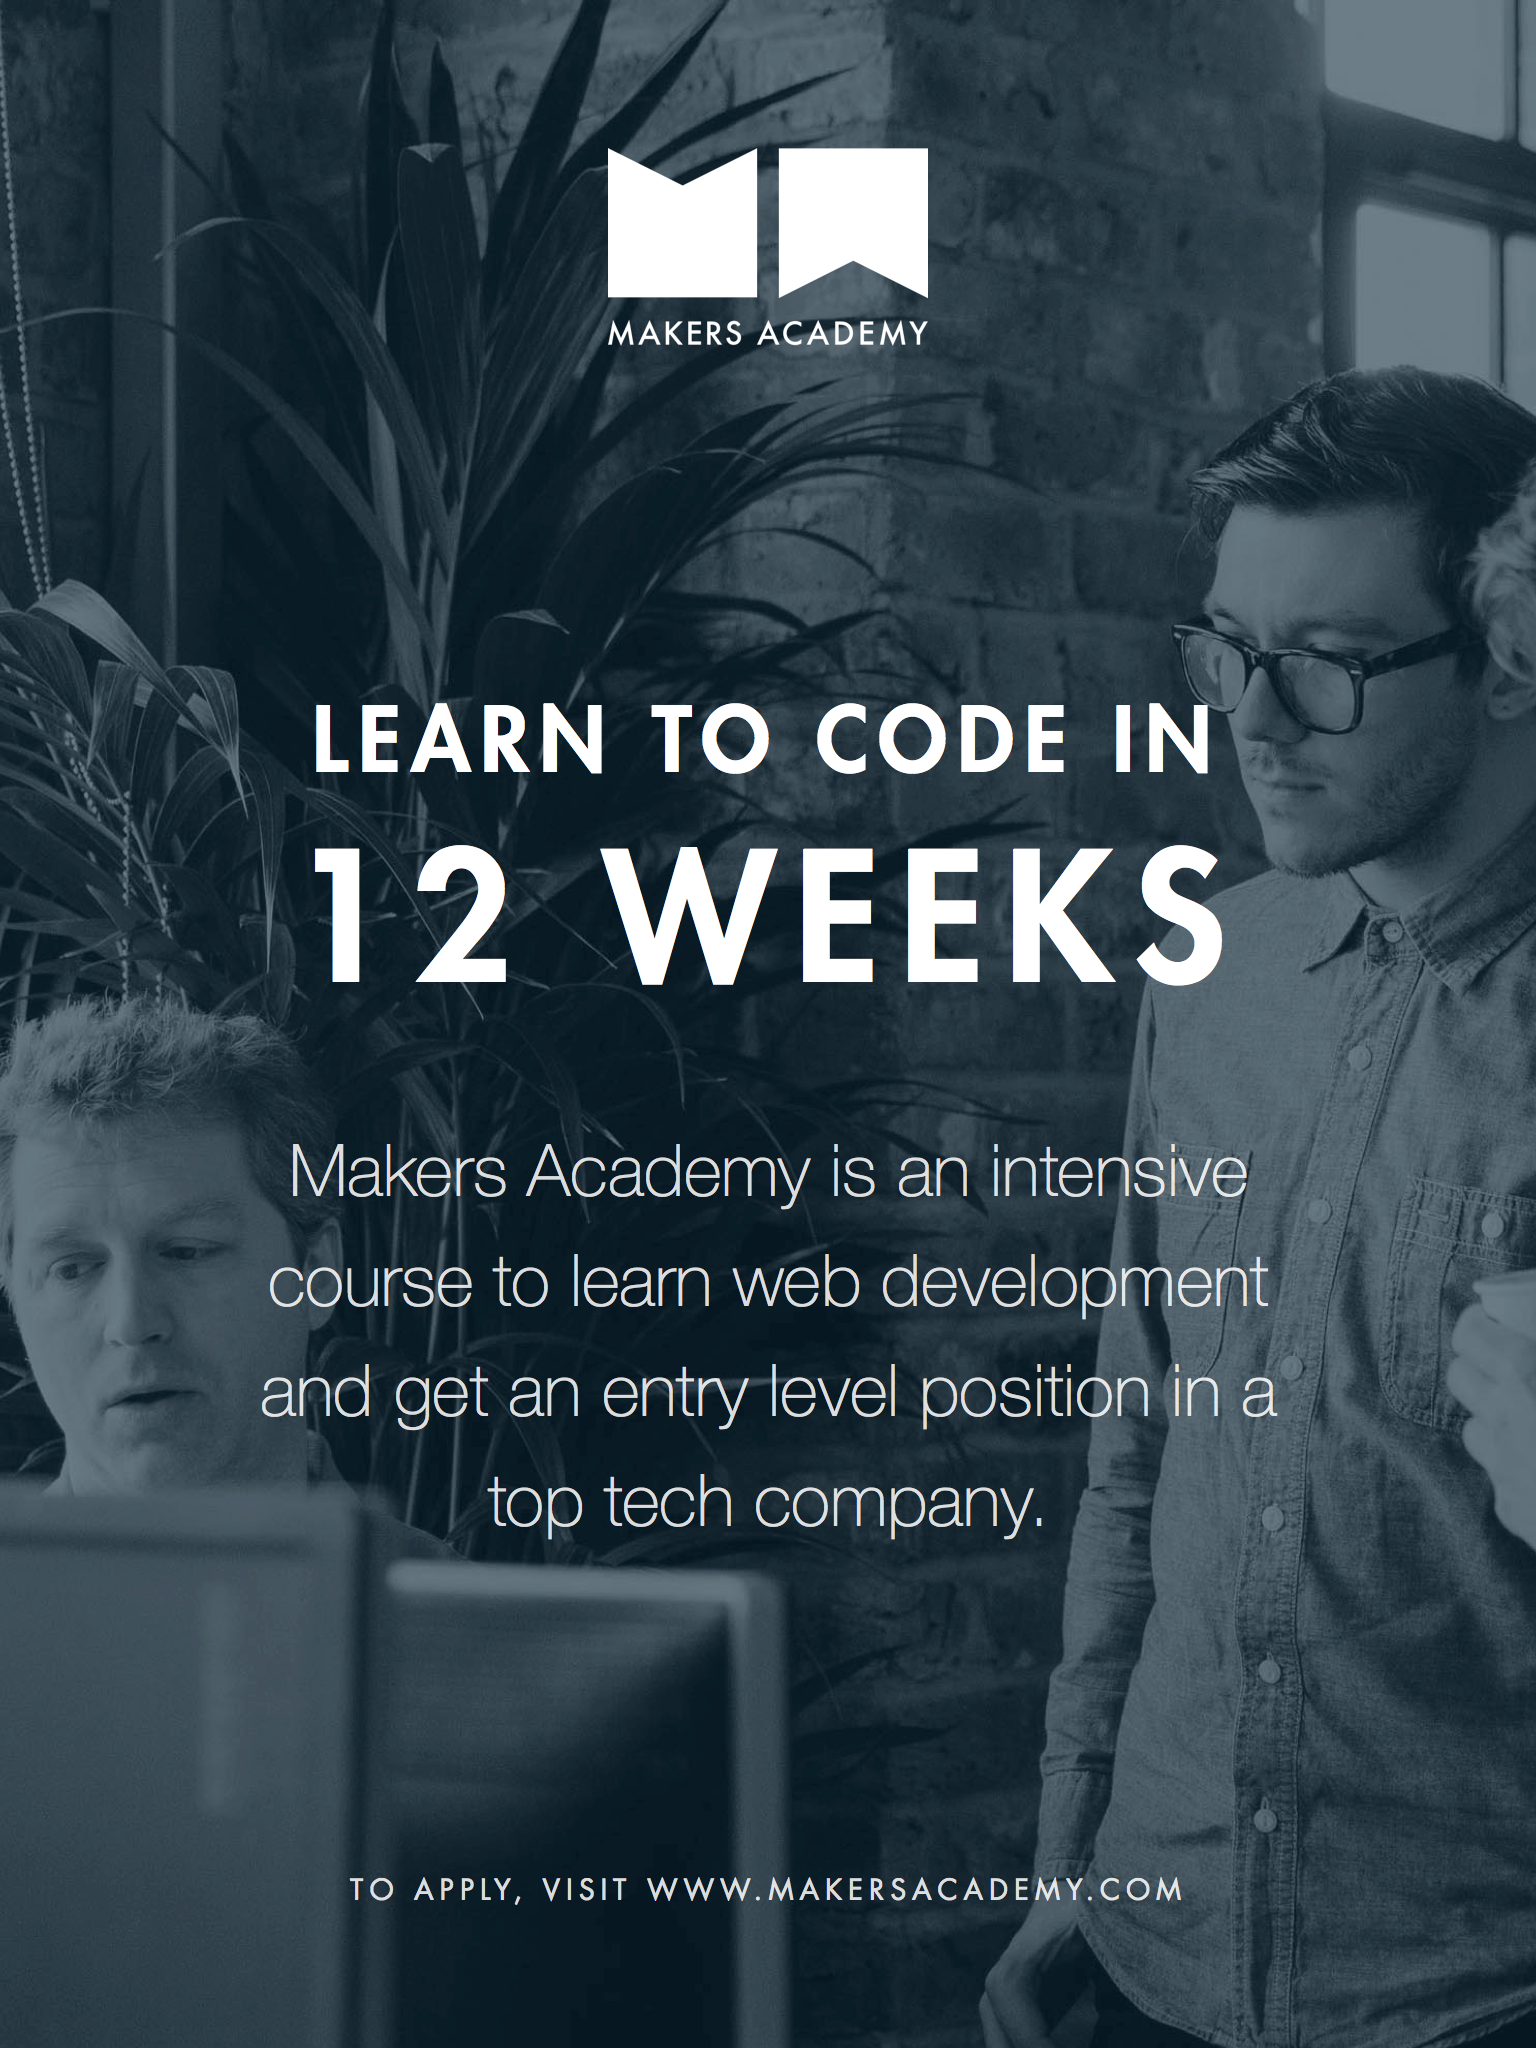 MAKERS ACADEMY
LEARN TO CODE IN
12 WEEKS
Makers Academy is an intensive
course to learn web development
and get an entry level position in a
top tech company.
TO APPLY, VISIT WWW.MAKERSACADEMY.COM